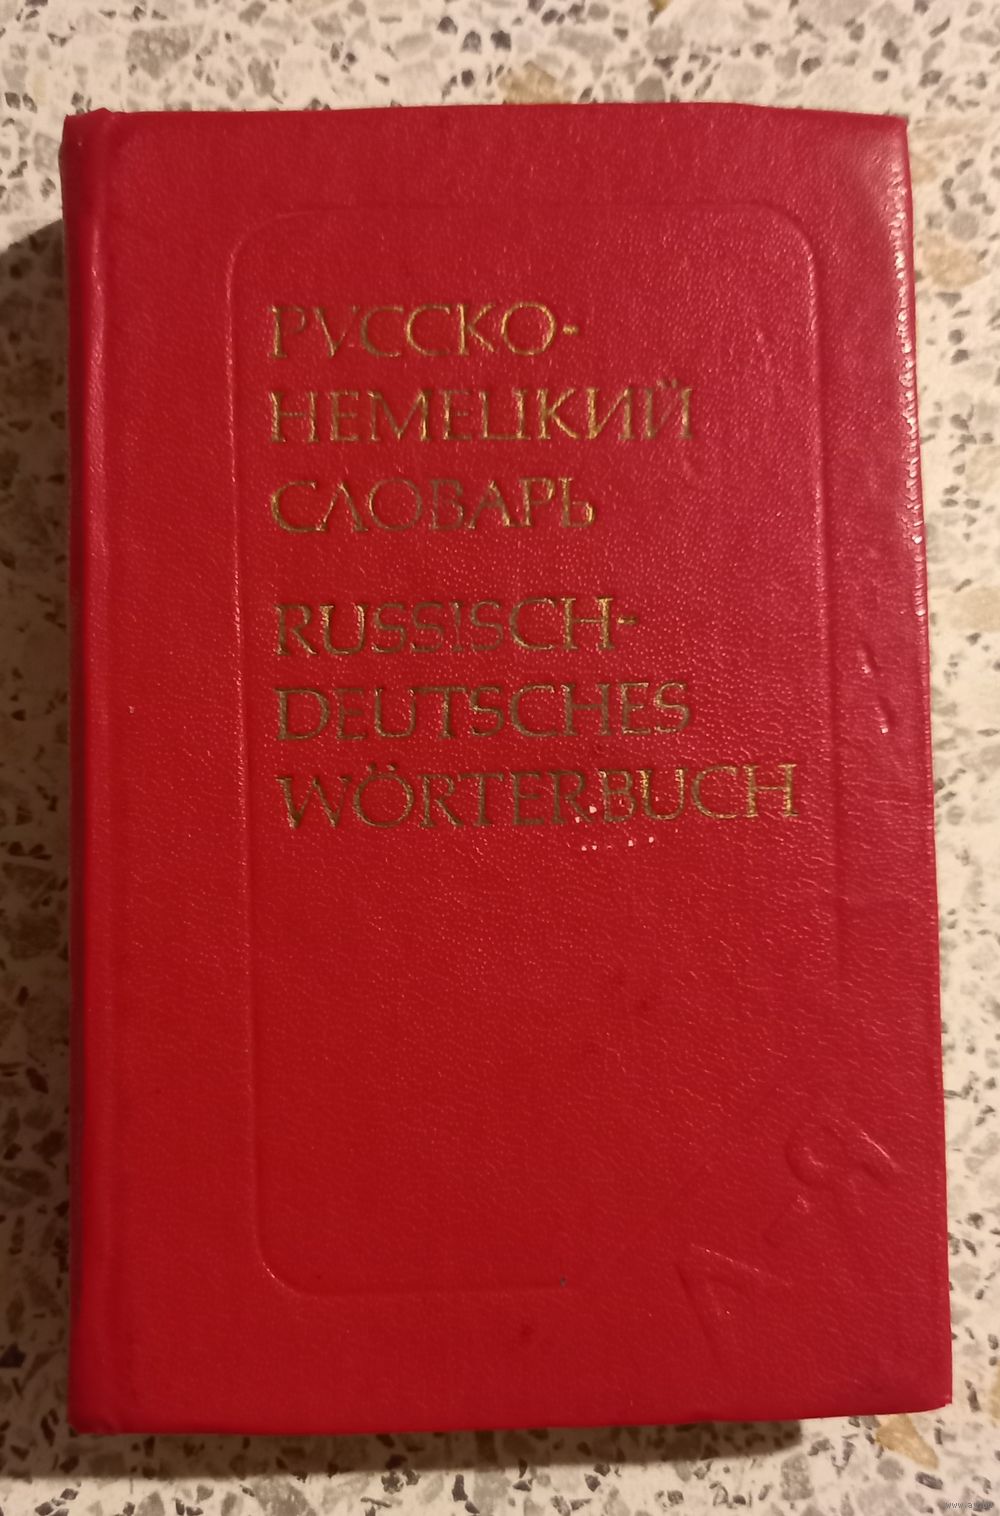 РУССКО-
НЕМЕЦКИЙ
СЛОВАРЬ
RUSSISCH-
DEUTSCHES
WÖRTERBUCH
А-Я